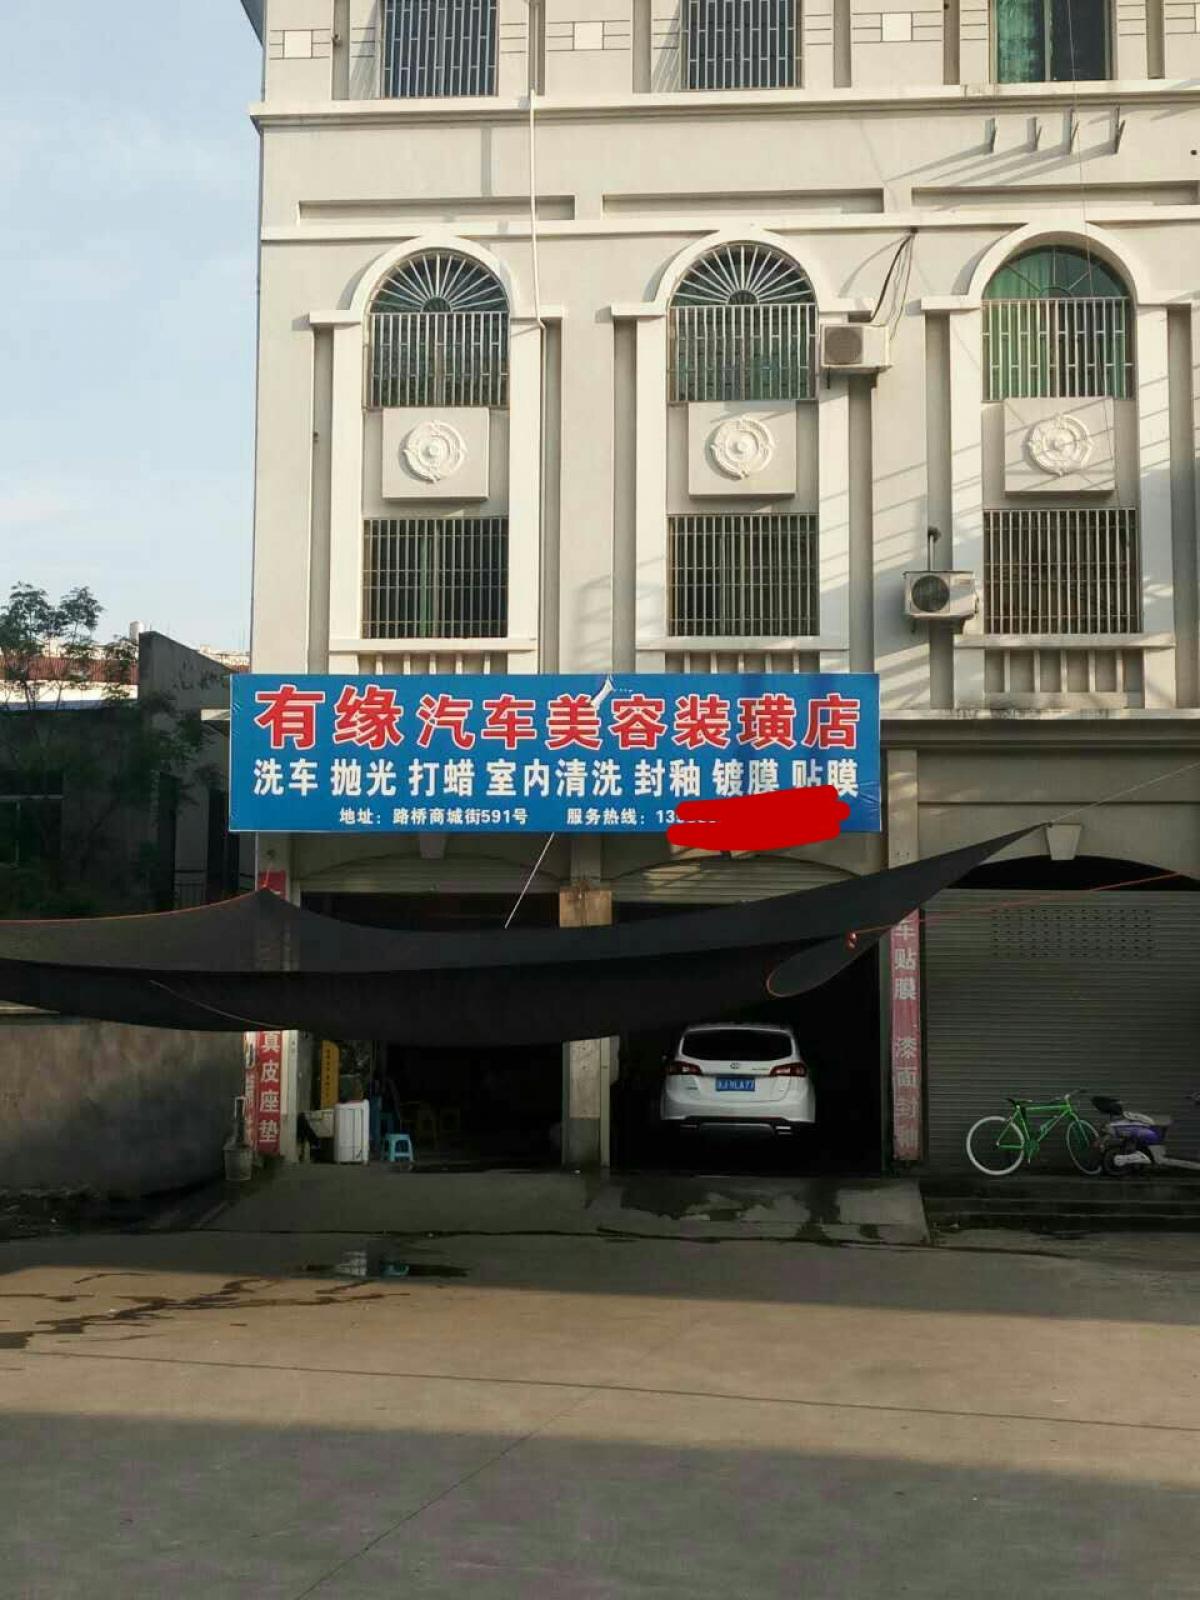 有缘汽车美容装璜店
洗车 抛光 打蜡 室内清洗 封釉 镀膜 贴膜
地址：路桥商城街591号 服务热线：13
真皮座垫
车贴膜 漆面封釉